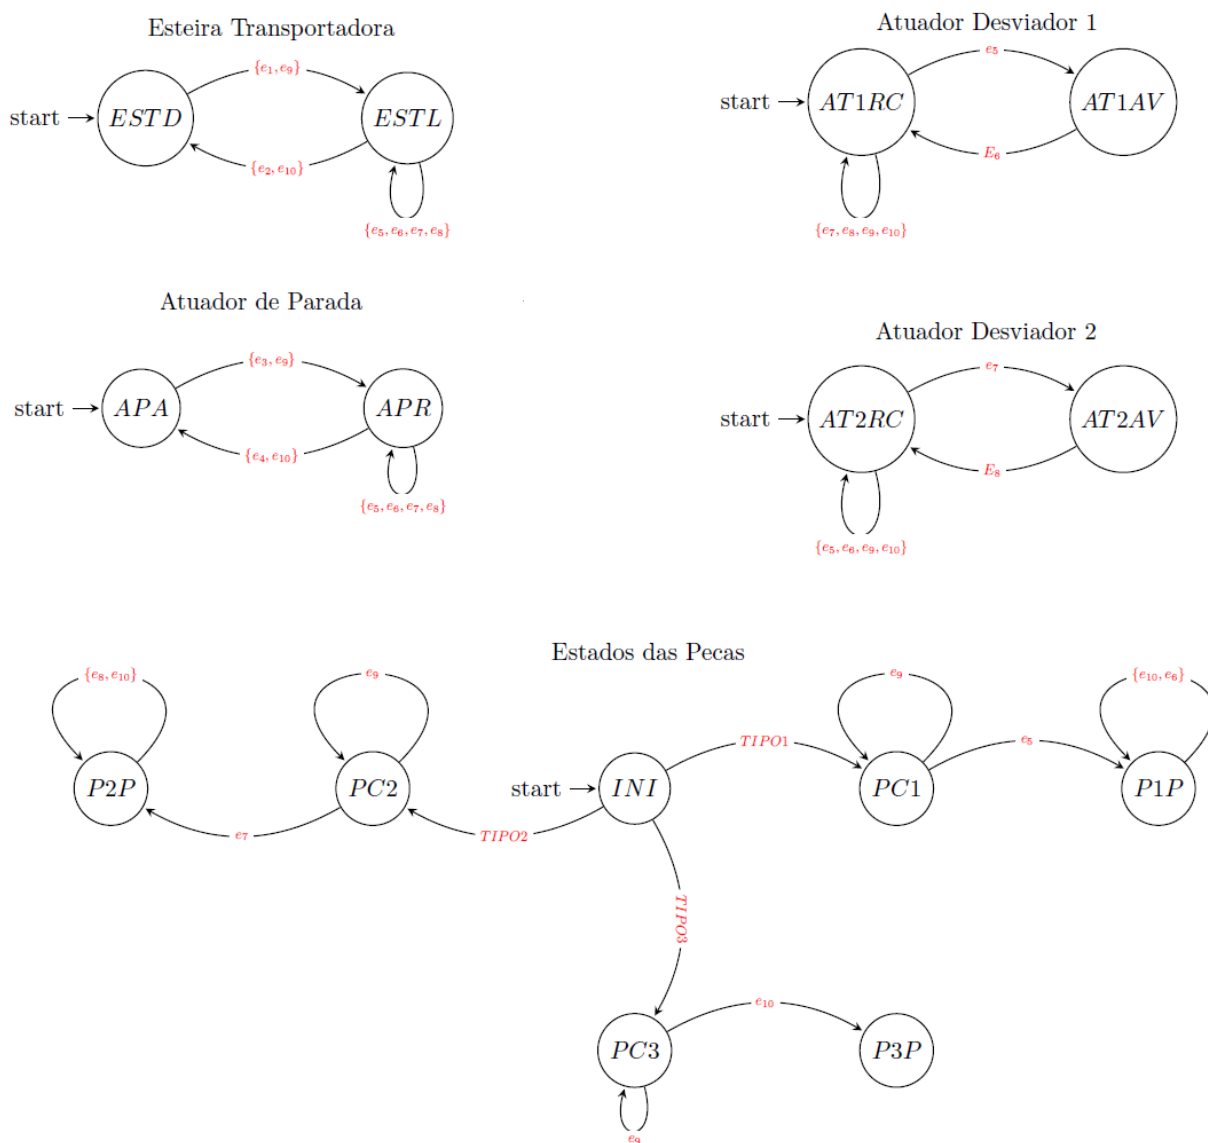 Esteira Transportadora
{e₁, e₉}
start
ESTD
ESTL
{e₂, e₁₀}
{e₅, e₆, e₇, e₈}
Atuador Desviador 1
e₅
start
AT1RC
AT1AV
E₆
{e₇, e₈, e₉, e₁₀}
Atuador de Parada
{e₃, e₉}
start
APA
APR
{e₄, e₁₀}
{e₅, e₆, e₇, e₈}
Atuador Desviador 2
e₇
start
AT2RC
AT2AV
E₈
{e₅, e₆, e₉, e₁₀}
Estados das Pecas
{e₈, e₁₀}
e₉
e₉
{e₁₀, e₆}
TIPO1
e₅
P2P
PC2
start
INI
PC1
P1P
e₇
TIPO2
TIPO3
e₁₀
PC3
P3P
e₉